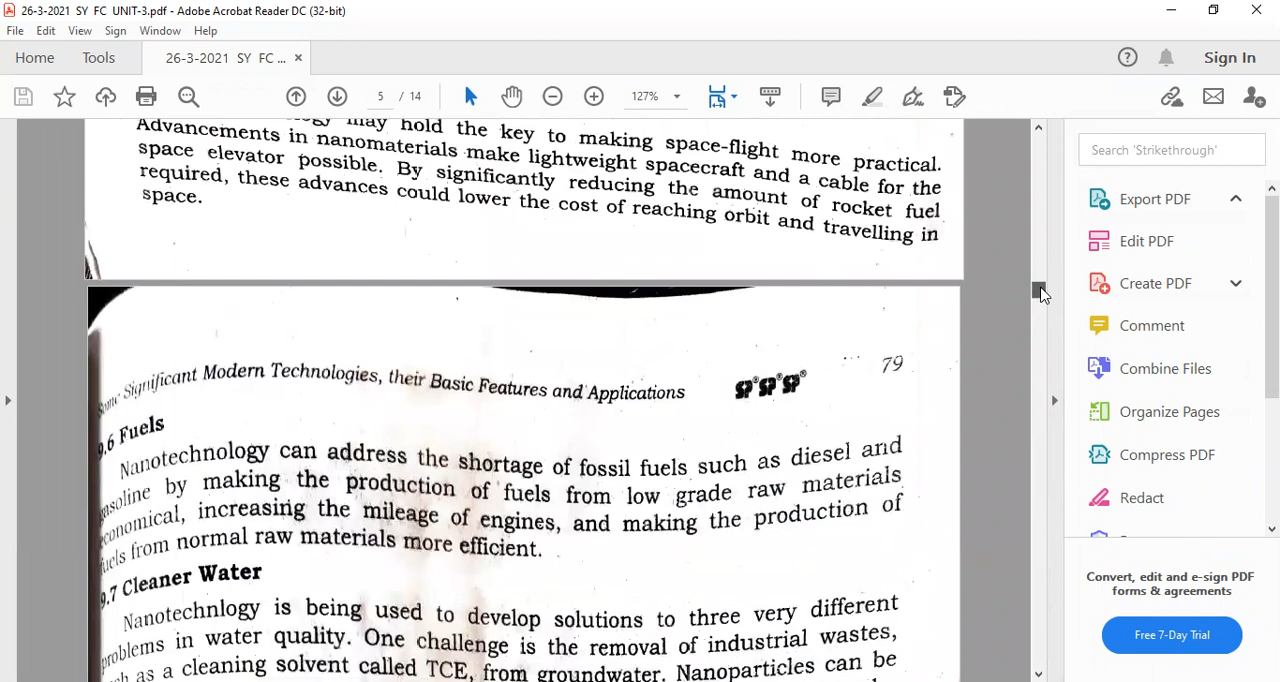 26-3-2021 SY FC UNIT-3.pdf - Adobe Acrobat Reader DC (32-bit)
File Edit View Sign Window Help
Home Tools 26-3-2021 SY FC ... × Sign In
5 / 14 127%
may hold the key to making space-flight more practical.
Advancements in nanomaterials make lightweight spacecraft and a cable for the
space elevator possible. By significantly reducing the amount of rocket fuel
required, these advances could lower the cost of reaching orbit and travelling in
space.
Some Significant Modern Technologies, their Basic Features and Applications SP®SP®SP® 79
9.6 Fuels
Nanotechnology can address the shortage of fossil fuels such as diesel and
gasoline by making the production of fuels from low grade raw materials
economical, increasing the mileage of engines, and making the production of
fuels from normal raw materials more efficient.
9.7 Cleaner Water
Nanotechnlogy is being used to develop solutions to three very different
problems in water quality. One challenge is the removal of industrial wastes,
as a cleaning solvent called TCE, from groundwater. Nanoparticles can be
Search 'Strikethrough'
Export PDF
Edit PDF
Create PDF
Comment
Combine Files
Organize Pages
Compress PDF
Redact
Convert, edit and e-sign PDF
forms & agreements
Free 7-Day Trial